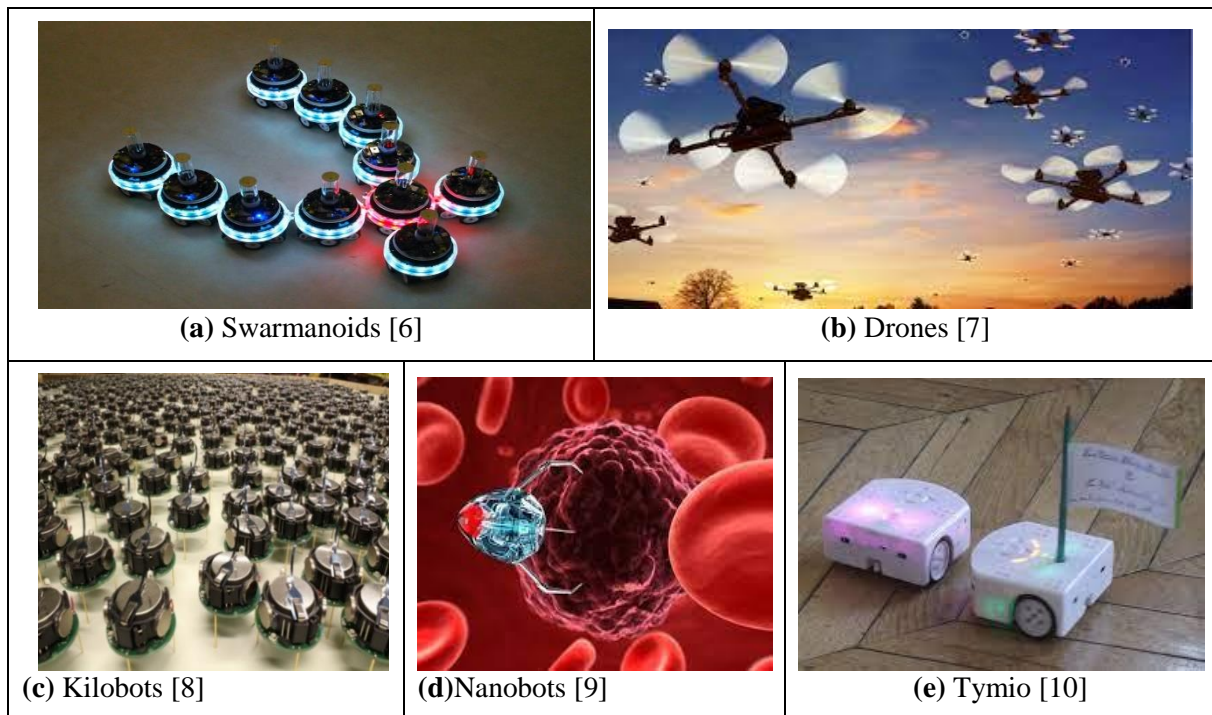 (a) Swarmanoids [6]
(b) Drones [7]
(c) Kilobots [8]
(d)Nanobots [9]
(e) Tymio [10]